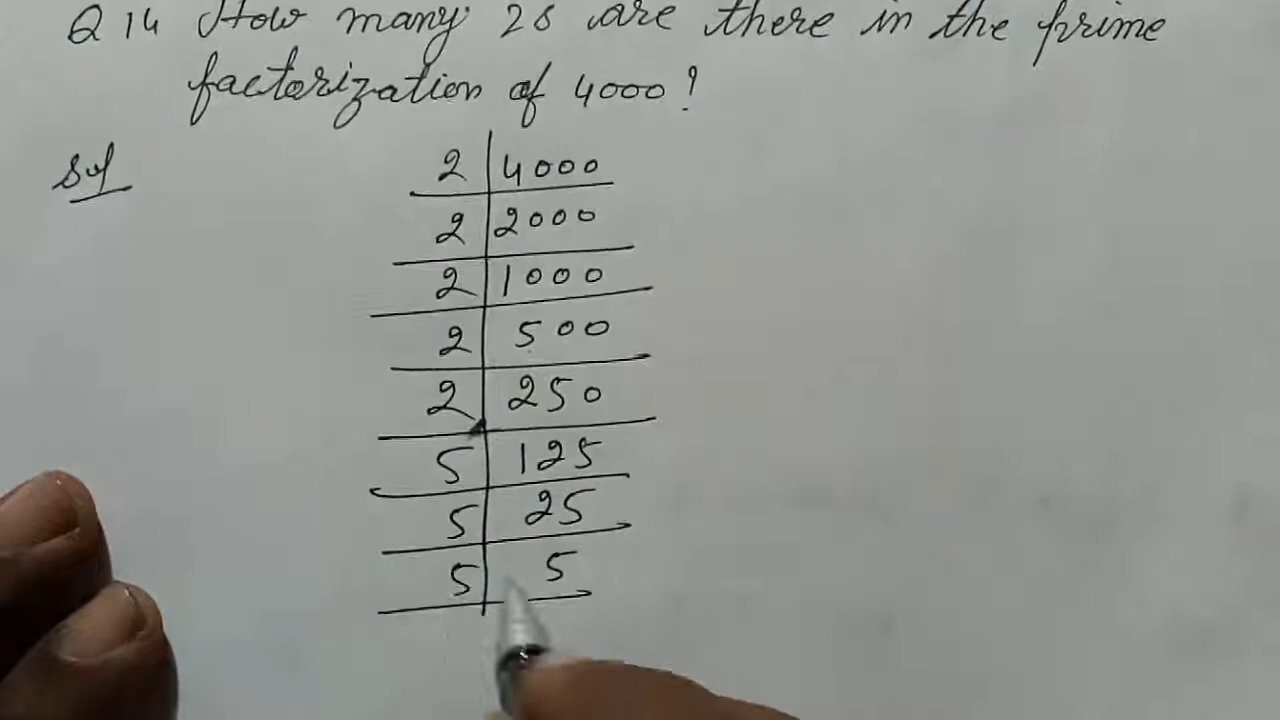 Q 14 How many 2s are there in the prime
factorization of 4000?
Sol
2 | 4000
2 | 2000
2 | 1000
2 | 500
2 | 250
5 | 125
5 | 25
5 | 5